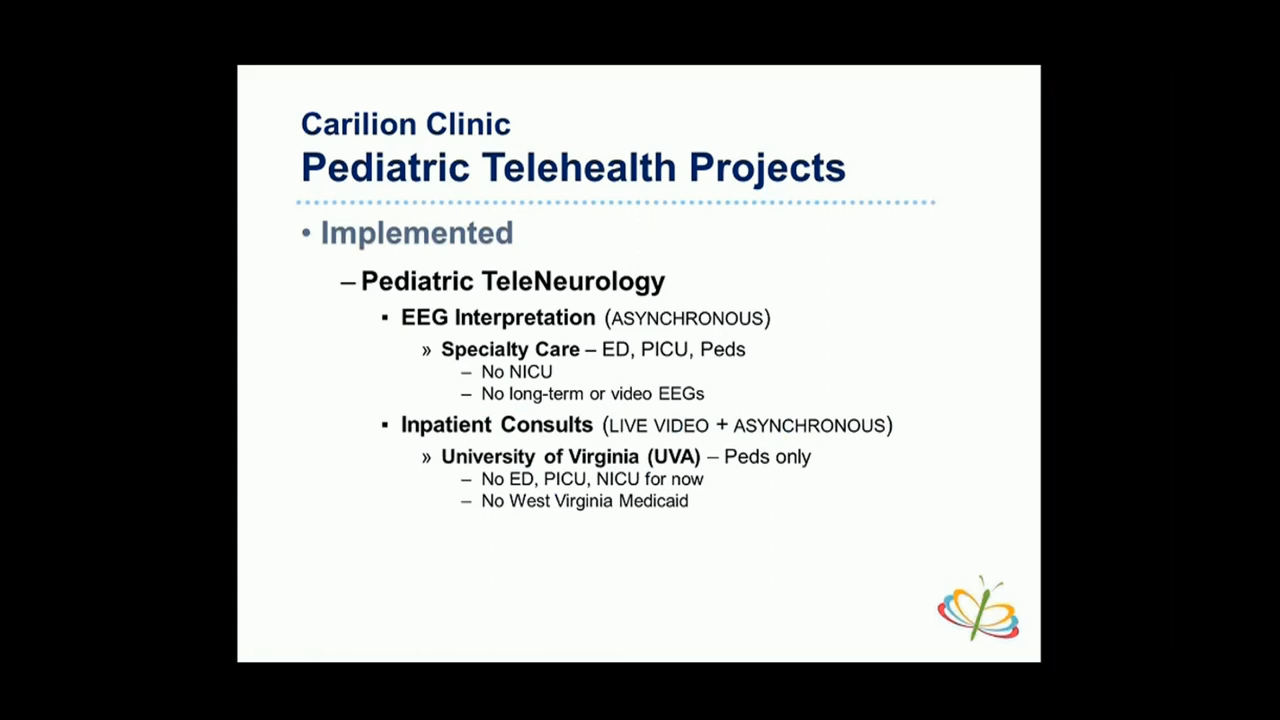 Carilion Clinic
Pediatric Telehealth Projects
• Implemented
– Pediatric TeleNeurology
▪ EEG Interpretation (ASYNCHRONOUS)
» Specialty Care – ED, PICU, Peds
– No NICU
– No long-term or video EEGs
▪ Inpatient Consults (LIVE VIDEO + ASYNCHRONOUS)
» University of Virginia (UVA) – Peds only
– No ED, PICU, NICU for now
– No West Virginia Medicaid